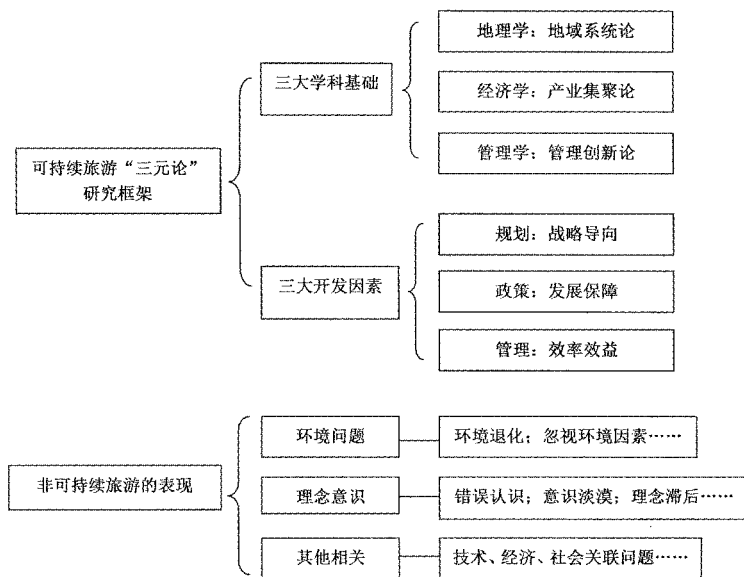 地理学：地域系统论
三大学科基础
经济学：产业集聚论
管理学：管理创新论
可持续旅游“三元论”
研究框架
规划：战略导向
三大开发因素
政策：发展保障
管理：效率效益
环境问题
环境退化；忽视环境因素……
非可持续旅游的表现
理念意识
错误认识；意识淡漠；理念滞后……
其他相关
技术、经济、社会关联问题……